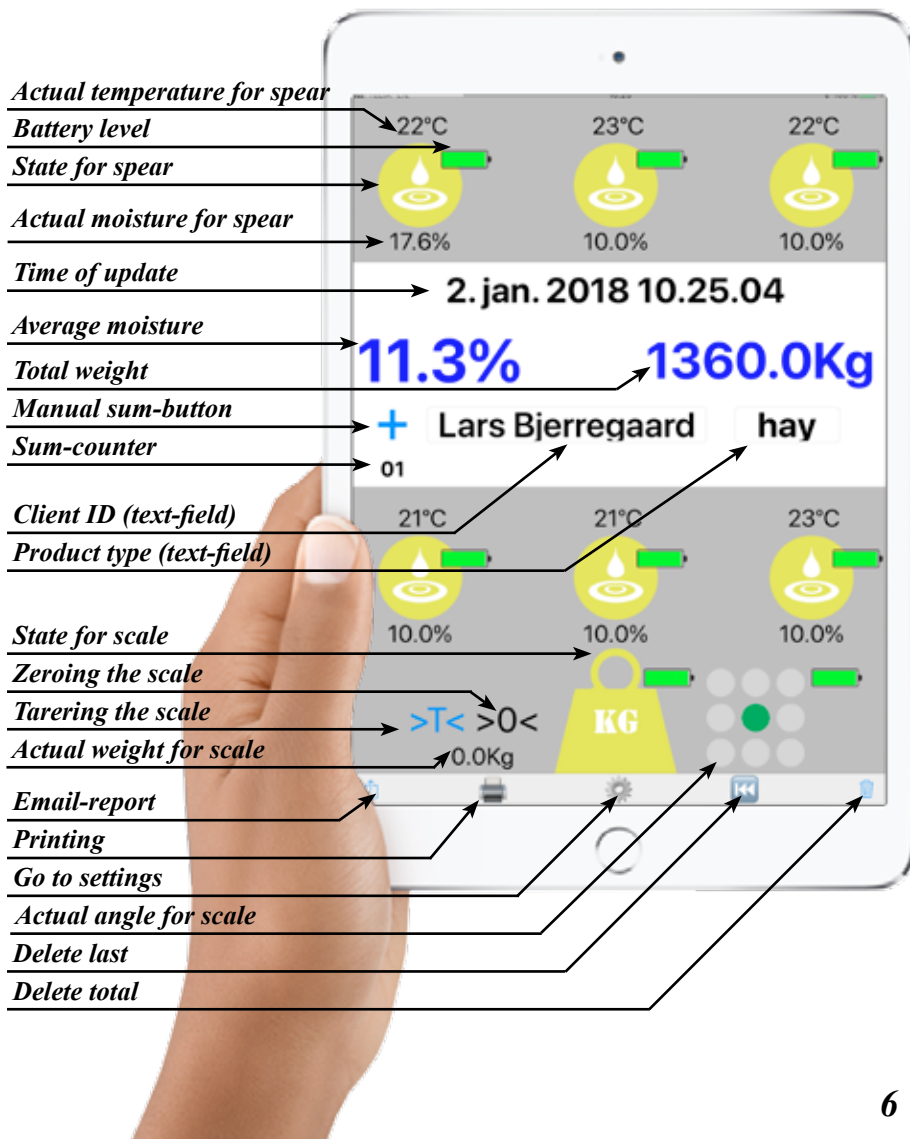 Actual temperature for spear
Battery level
State for spear
Actual moisture for spear
Time of update
Average moisture
Total weight
Manual sum-button
Sum-counter
Client ID (text-field)
Product type (text-field)
State for scale
Zeroing the scale
Tarering the scale
Actual weight for scale
Email-report
Printing
Go to settings
Actual angle for scale
Delete last
Delete total
22°C 23°C 22°C
17.6% 10.0% 10.0%
2. jan. 2018 10.25.04
11.3% 1360.0Kg
+ Lars Bjerregaard hay
01
21°C 21°C 23°C
10.0% 10.0% 10.0%
>T< >0< KG
0.0Kg
6